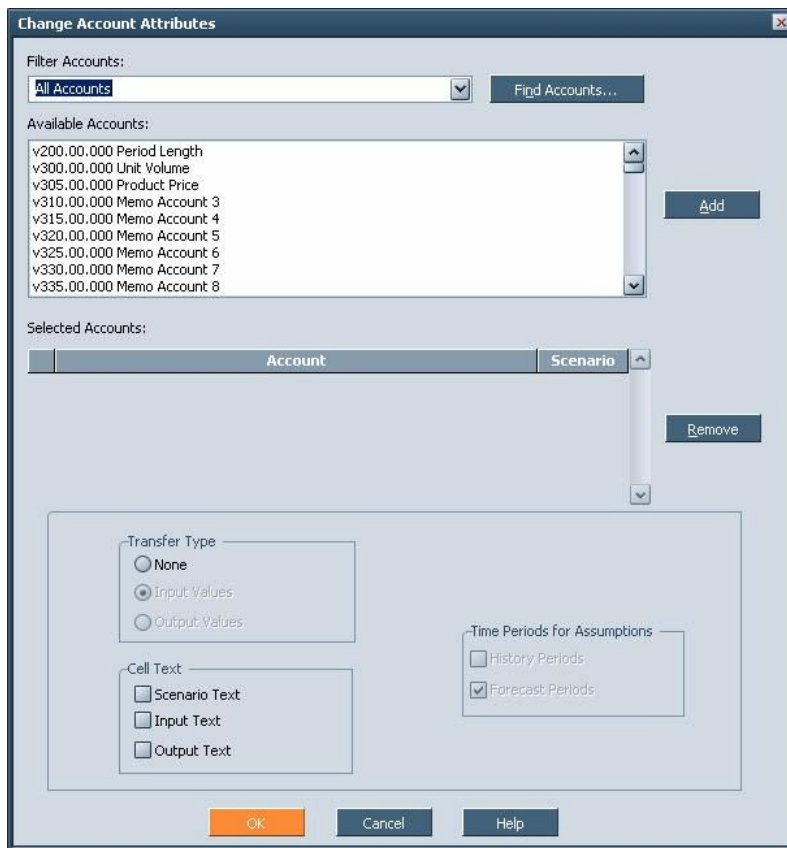 Change Account Attributes
Filter Accounts:
All Accounts
Find Accounts...
Available Accounts:
v200.00.000 Period Length
v300.00.000 Unit Volume
v305.00.000 Product Price
v310.00.000 Memo Account 3
v315.00.000 Memo Account 4
v320.00.000 Memo Account 5
v325.00.000 Memo Account 6
v330.00.000 Memo Account 7
v335.00.000 Memo Account 8
Add
Selected Accounts:
Account Scenario
Remove
Transfer Type
None
Input Values
Output Values
Time Periods for Assumptions
History Periods
Forecast Periods
Cell Text
Scenario Text
Input Text
Output Text
OK Cancel Help